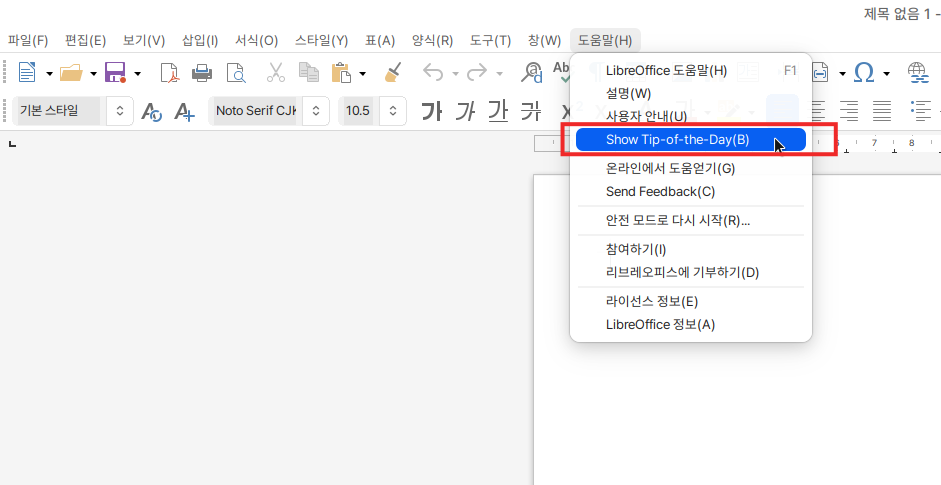 제목 없음 1 -
파일(F) 편집(E) 보기(V) 삽입(I) 서식(O) 스타일(Y) 표(A) 양식(R) 도구(T) 창(W) 도움말(H)
Ab
기본 스타일 Noto Serif CJK 10.5 가 가 가 가 X
LibreOffice 도움말(H) F1
설명(W)
사용자 안내(U)
Show Tip-of-the-Day(B)
온라인에서 도움얻기(G)
Send Feedback(C)
안전 모드로 다시 시작(R)...
참여하기(I)
리브레오피스에 기부하기(D)
라이선스 정보(E)
LibreOffice 정보(A)
6 7 8